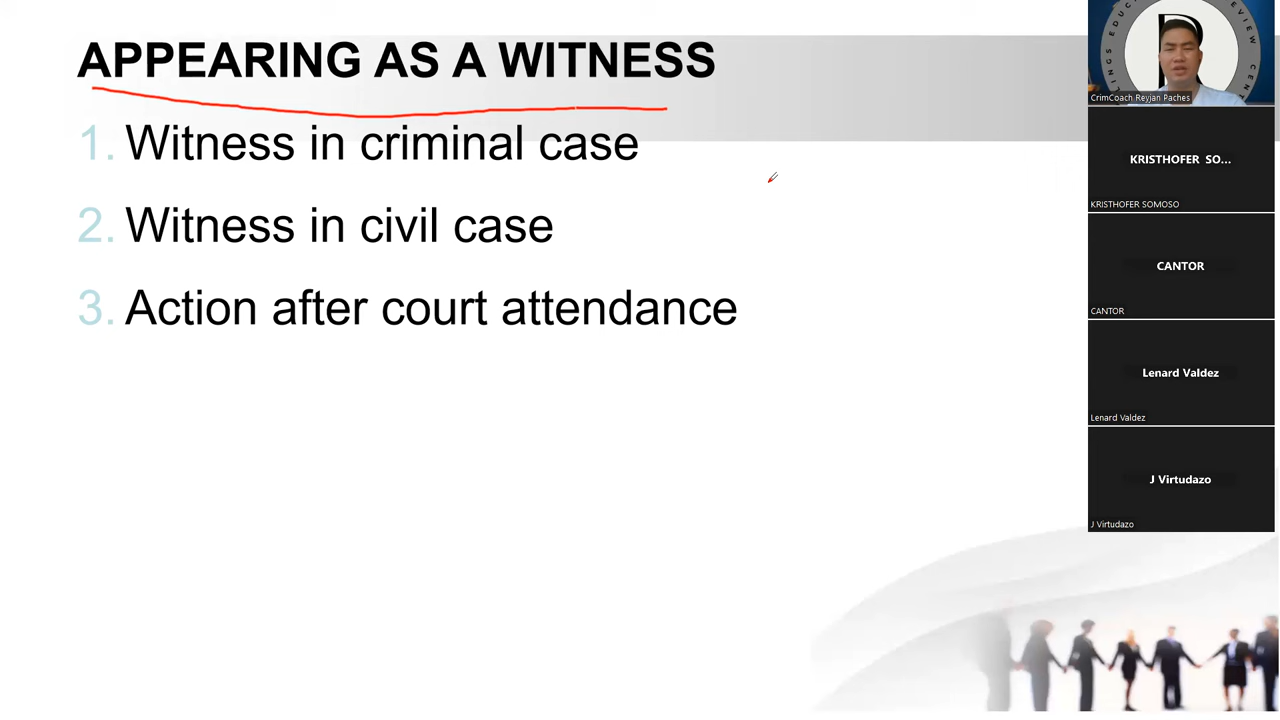 APPEARING AS A WITNESS
1. Witness in criminal case
2. Witness in civil case
3. Action after court attendance
CrimCoach Reyjan Paches
KRISTHOFER SO...
KRISTHOFER SOMOSO
CANTOR
CANTOR
Lenard Valdez
Lenard Valdez
J Virtudazo
J Virtudazo